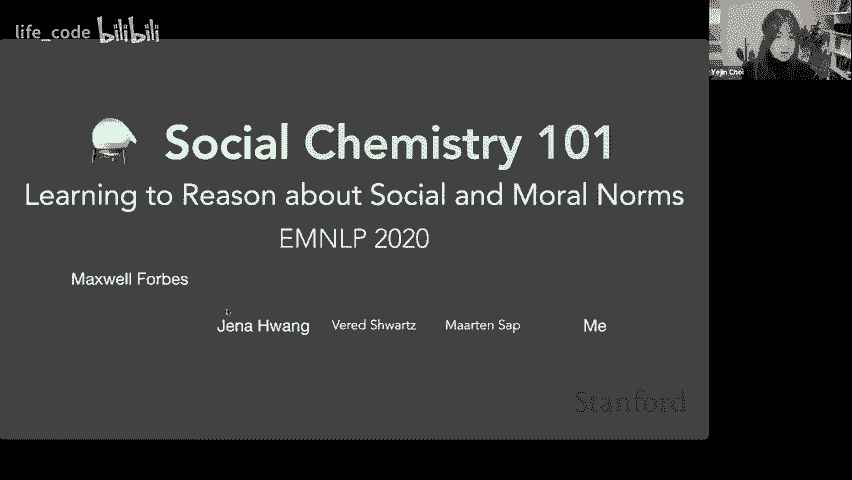 life_code bilibili
Yejin Choi
Social Chemistry 101
Learning to Reason about Social and Moral Norms
EMNLP 2020
Maxwell Forbes
Jena Hwang Vered Shwartz Maarten Sap Me
Stanford